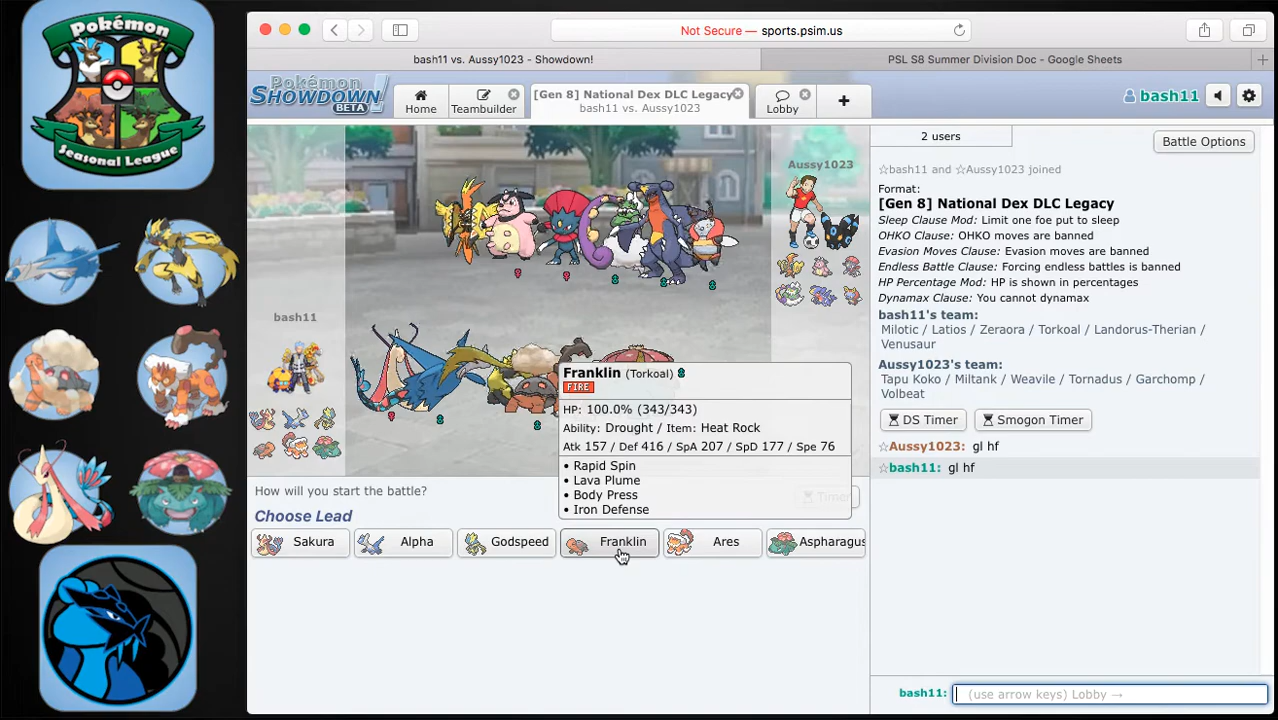 Pokémon
Seasonal League
Not Secure — sports.psim.us
bash11 vs. Aussy1023 - Showdown!
PSL S8 Summer Division Doc - Google Sheets
Pokémon
SHOWDOWN!
BETA
Home
Teambuilder
[Gen 8] National Dex DLC Legacy
bash11 vs. Aussy1023
Lobby
bash11
Aussy1023
bash11
Franklin (Torkoal)
FIRE
HP: 100.0% (343/343)
Ability: Drought / Item: Heat Rock
Atk 157 / Def 416 / SpA 207 / SpD 177 / Spe 76
• Rapid Spin
• Lava Plume
• Body Press
• Iron Defense
How will you start the battle?
Timer
Choose Lead
Sakura
Alpha
Godspeed
Franklin
Ares
Aspharagus
2 users
Battle Options
☆bash11 and ☆Aussy1023 joined
Format:
[Gen 8] National Dex DLC Legacy
Sleep Clause Mod: Limit one foe put to sleep
OHKO Clause: OHKO moves are banned
Evasion Moves Clause: Evasion moves are banned
Endless Battle Clause: Forcing endless battles is banned
HP Percentage Mod: HP is shown in percentages
Dynamax Clause: You cannot dynamax
bash11's team:
Milotic / Latios / Zeraora / Torkoal / Landorus-Therian /
Venusaur
Aussy1023's team:
Tapu Koko / Miltank / Weavile / Tornadus / Garchomp /
Volbeat
DS Timer
Smogon Timer
☆Aussy1023: gl hf
☆bash11: gl hf
bash11:
(use arrow keys) Lobby →